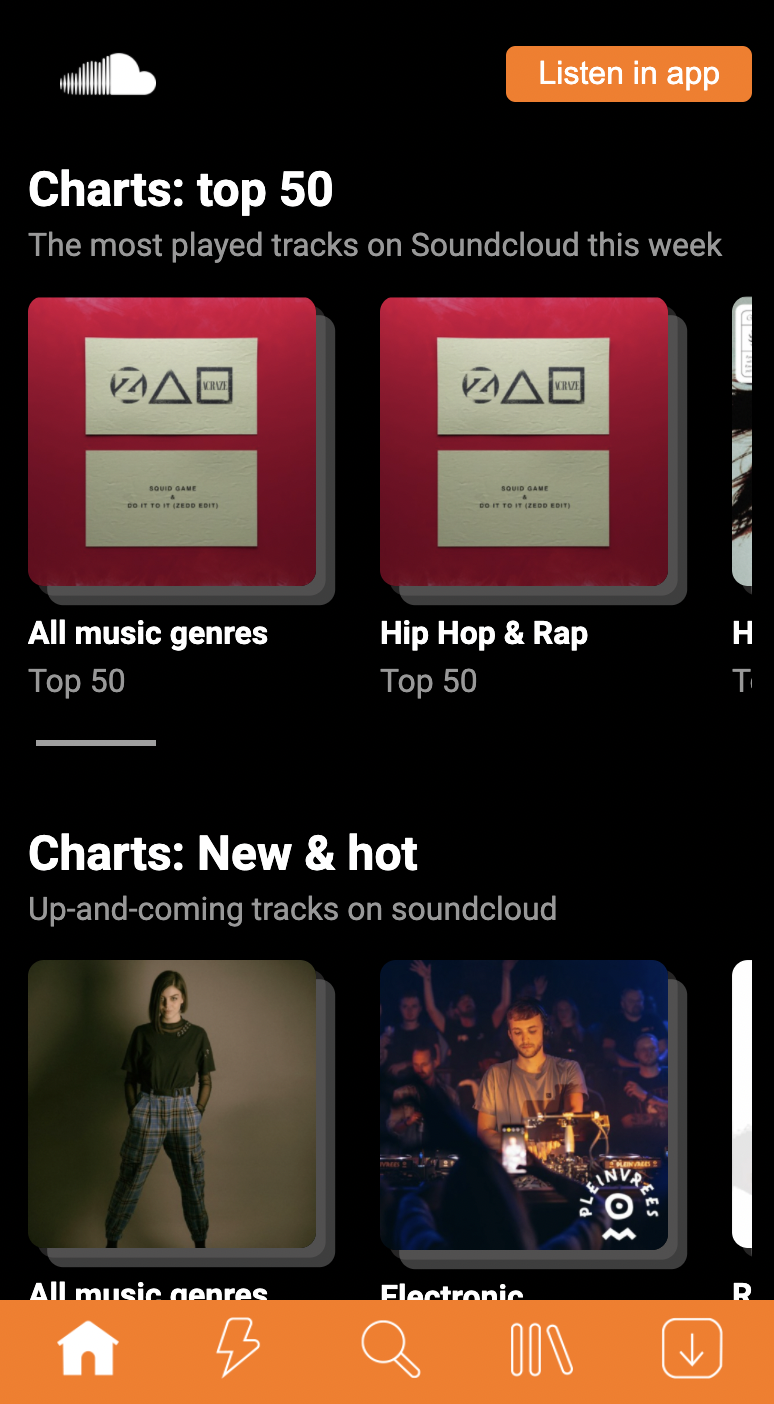 Listen in app
Charts: top 50
The most played tracks on Soundcloud this week
ACRAZE
ACRAZE
SQUID GAME
&
DO IT TO IT (ZEDD EDIT)
SQUID GAME
&
DO IT TO IT (ZEDD EDIT)
All music genres
Hip Hop & Rap
H
Top 50
Top 50
Charts: New & hot
Up-and-coming tracks on soundcloud
PLEINVREES
All music genres
Electronic
R